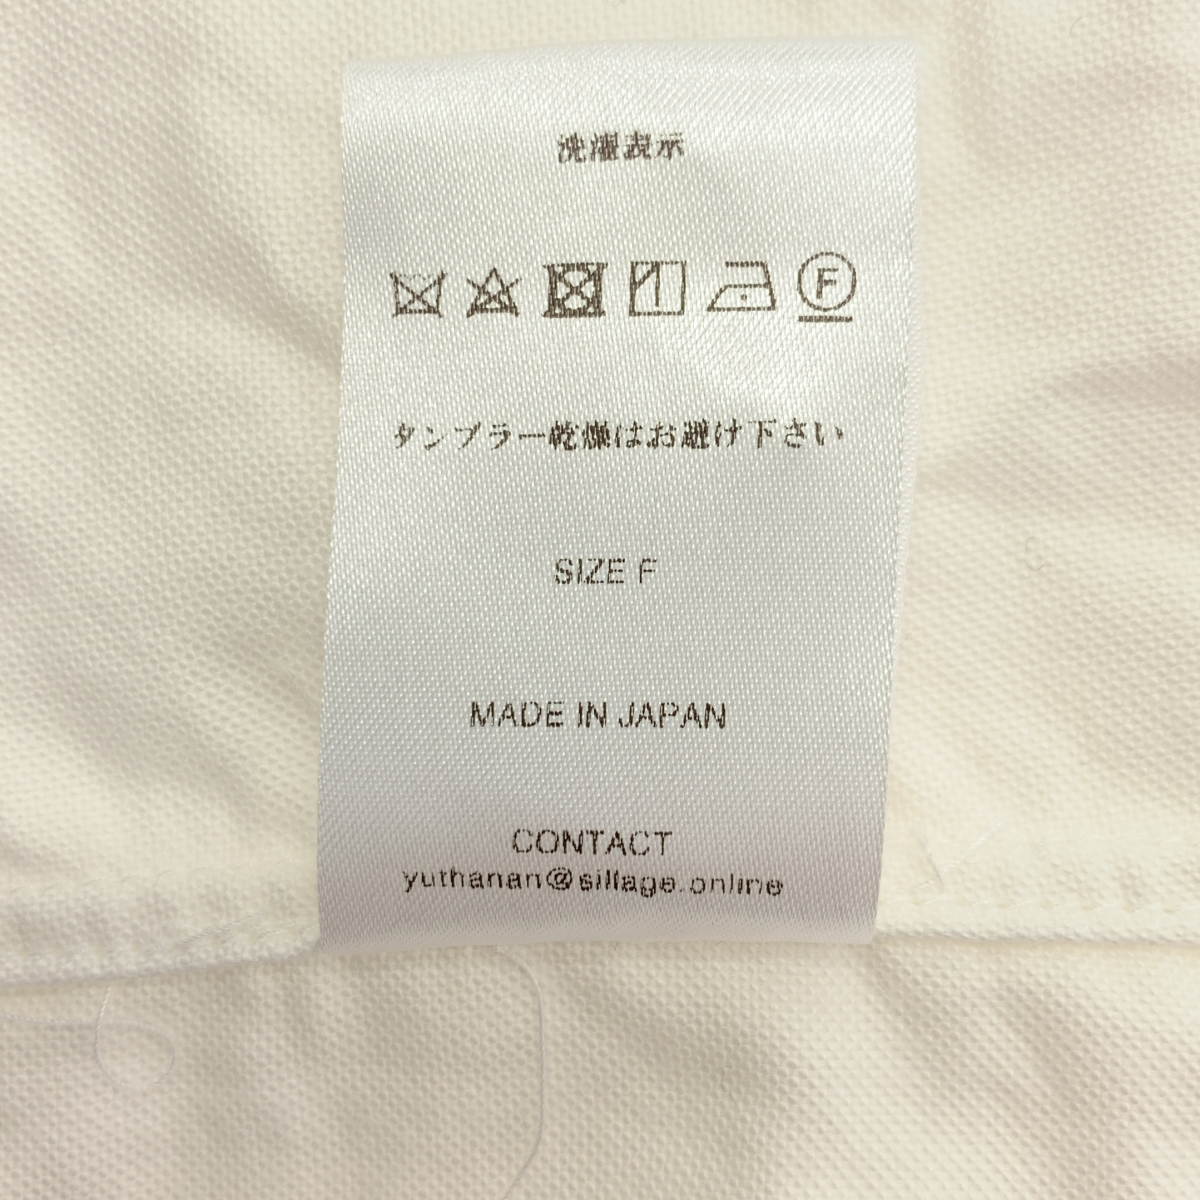 洗濯表示
F
タンブラー乾燥はお避け下さい
SIZE F
MADE IN JAPAN
CONTACT
yuthanan@sillage.online